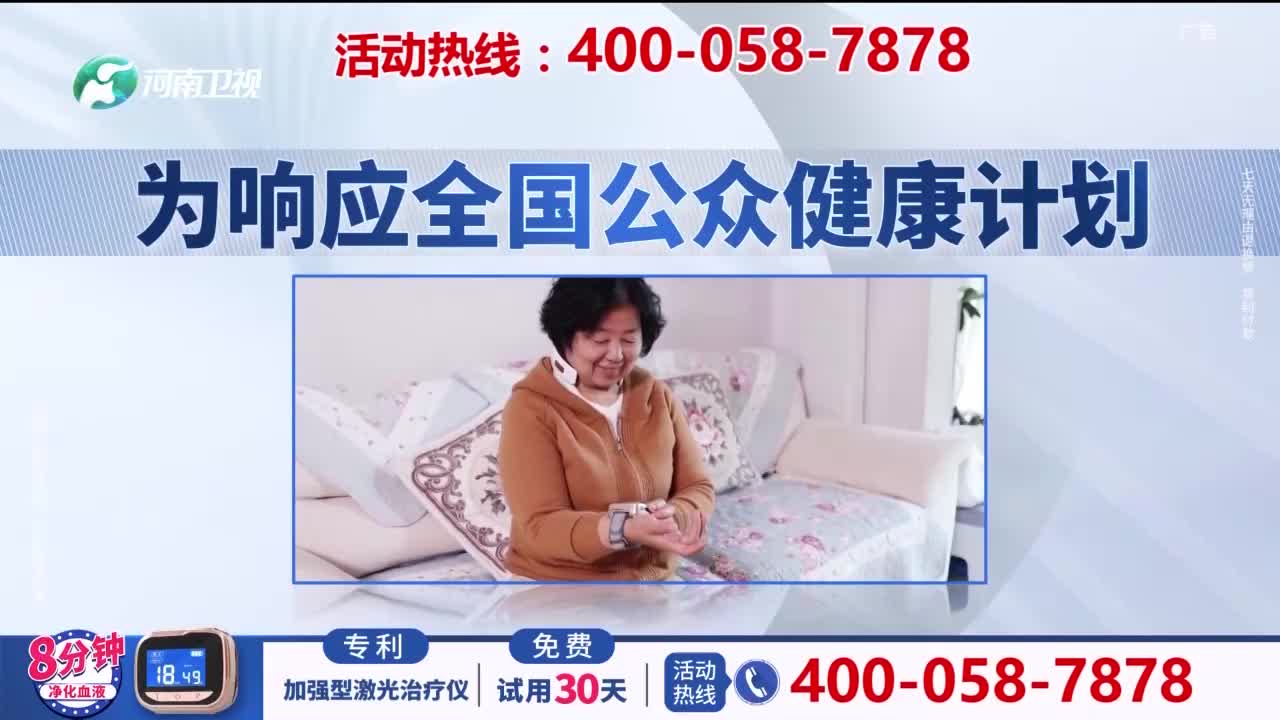 活动热线：400-058-7878
广告
河南卫视
为响应全国公众健康计划
8分钟
净化血液
18 49
专利
加强型激光治疗仪
免费
试用30天
活动
热线
400-058-7878